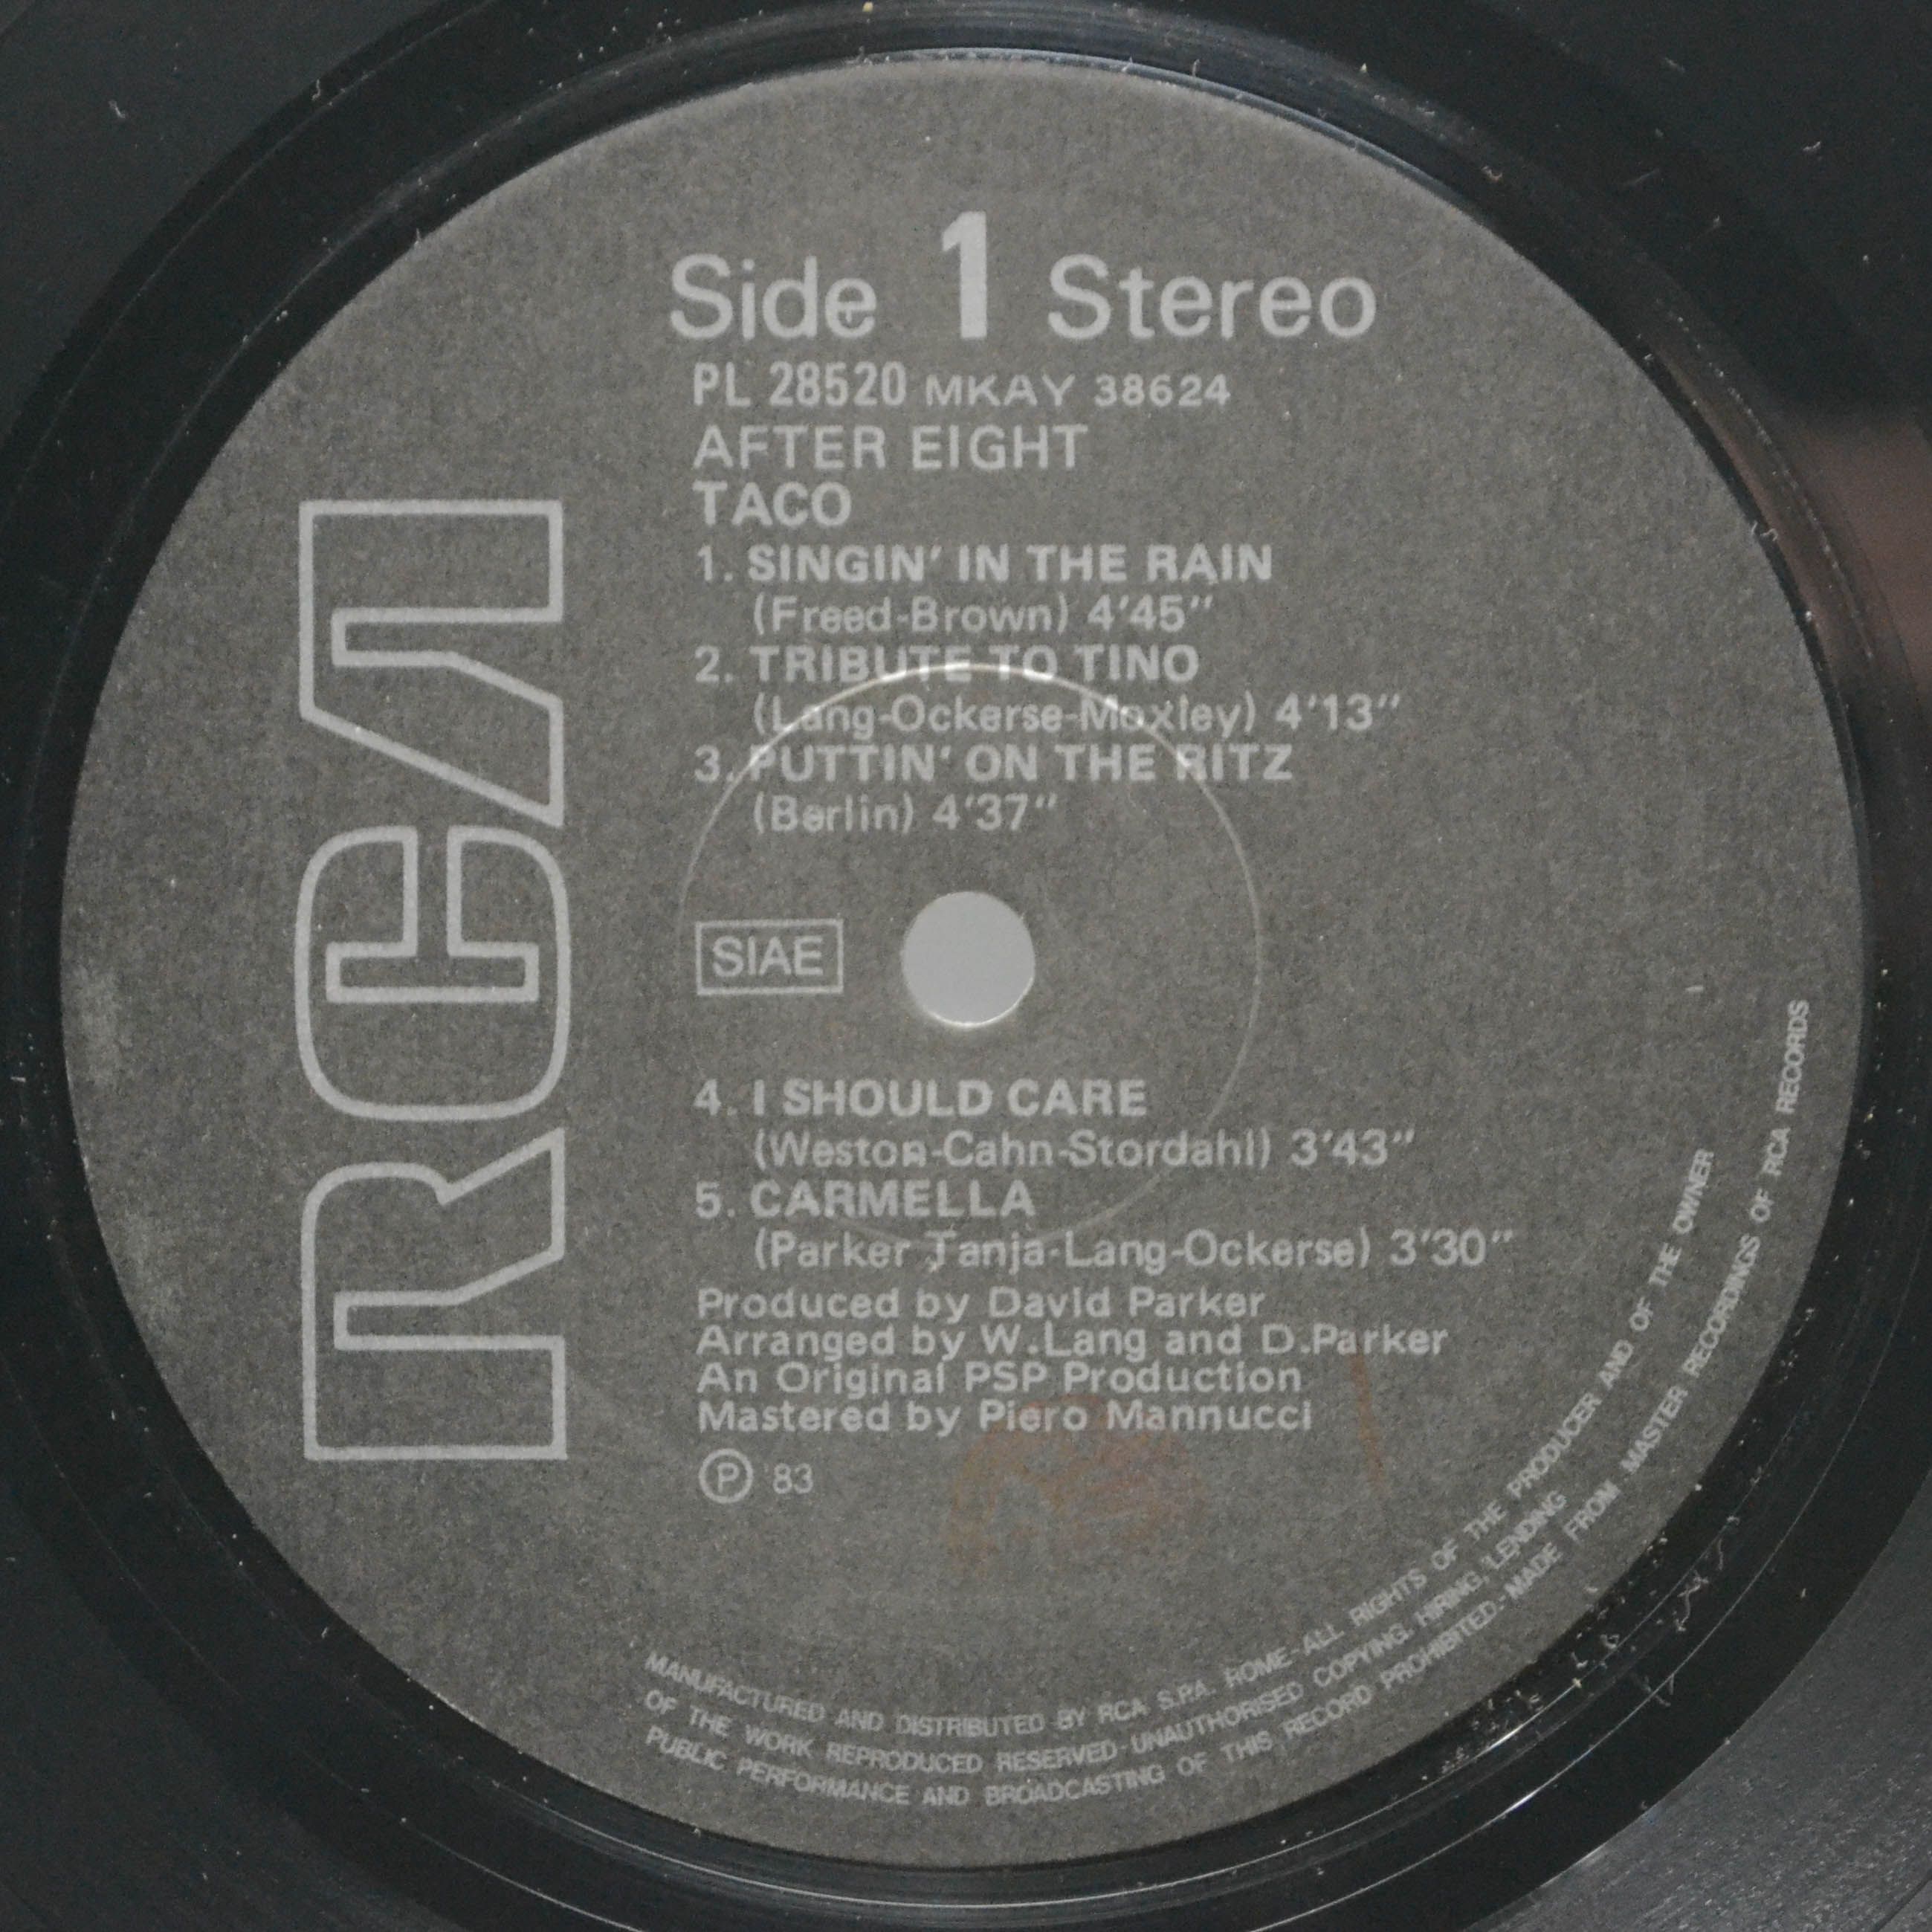 Side 1 Stereo
PL 28520 MKAY 38624
AFTER EIGHT
TACO
1. SINGIN' IN THE RAIN
(Freed-Brown) 4'45"
2. TRIBUTE TO TINO
(Lang-Ockerse-Moxley) 4'13"
3. PUTTIN' ON THE RITZ
(Berlin) 4'37"
RCA
SIAE
4. I SHOULD CARE
(Weston-Cahn-Stordahl) 3'43"
5. CARMELLA
(Parker Tanja-Lang-Ockerse) 3'30"
Produced by David Parker
Arranged by W.Lang and D.Parker
An Original PSP Production
Mastered by Piero Mannucci
Ⓟ '83
MANUFACTURED AND DISTRIBUTED BY RCA S.P.A. ROME-ALL RIGHTS OF THE PRODUCER AND OF THE OWNER
OF THE WORK REPRODUCED RESERVED-UNAUTHORISED COPYING, HIRING, LENDING
PUBLIC PERFORMANCE AND BROADCASTING OF THIS RECORD PROHIBITED.-MADE FROM MASTER RECORDINGS OF RCA RECORDS